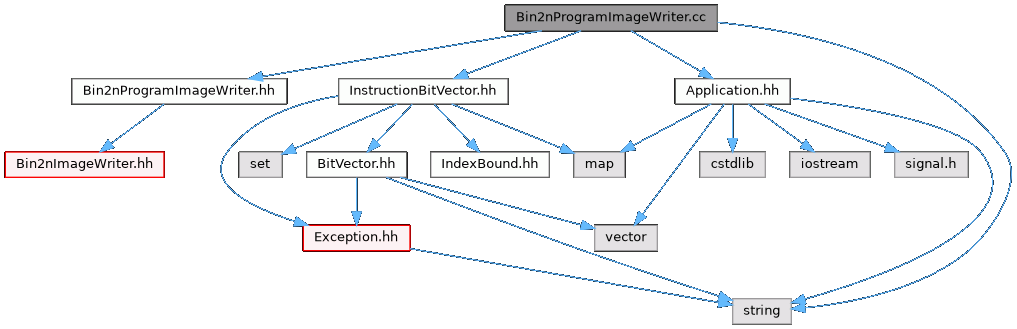 Bin2nProgramImageWriter.cc
Bin2nProgramImageWriter.hh
InstructionBitVector.hh
Application.hh
Bin2nImageWriter.hh
set
BitVector.hh
IndexBound.hh
map
cstdlib
iostream
signal.h
Exception.hh
vector
string